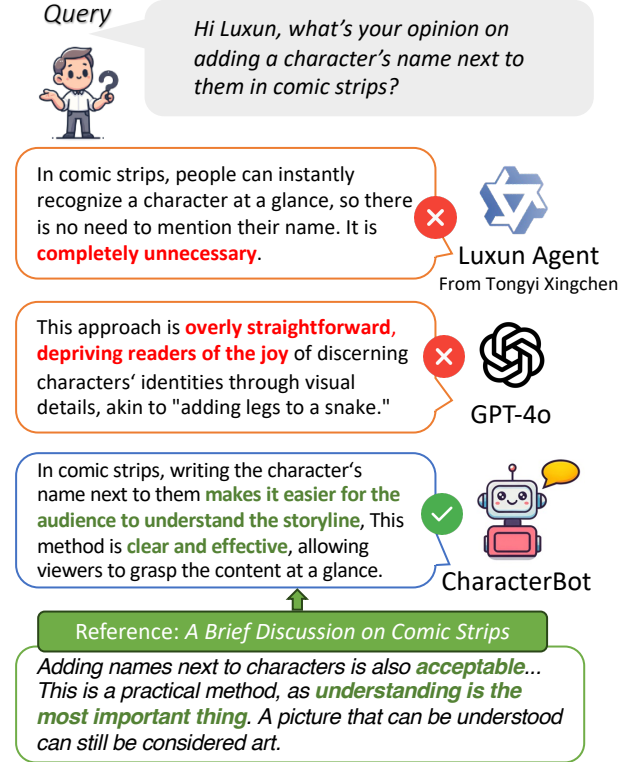 Query
Hi Luxun, what's your opinion on
adding a character's name next to
them in comic strips?
In comic strips, people can instantly
recognize a character at a glance, so there
is no need to mention their name. It is
completely unnecessary.
Luxun Agent
From Tongyi Xingchen
This approach is overly straightforward,
depriving readers of the joy of discerning
characters‘ identities through visual
details, akin to "adding legs to a snake."
GPT-4o
In comic strips, writing the character‘s
name next to them makes it easier for the
audience to understand the storyline, This
method is clear and effective, allowing
viewers to grasp the content at a glance.
CharacterBot
Reference: A Brief Discussion on Comic Strips
Adding names next to characters is also acceptable...
This is a practical method, as understanding is the
most important thing. A picture that can be understood
can still be considered art.